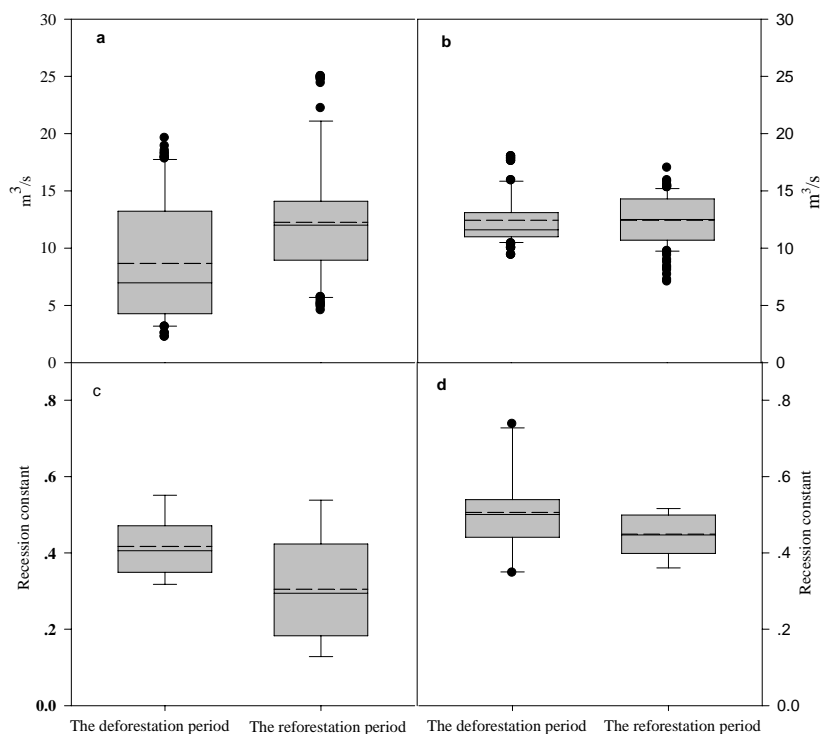 30
25
20
15
10
5
0
m³/s
a
b
30
25
20
15
10
5
0
m³/s
Recession constant
.8
.6
.4
.2
0.0
c
d
.8
.6
.4
.2
0.0
Recession constant
The deforestation period
The reforestation period
The deforestation period
The reforestation period